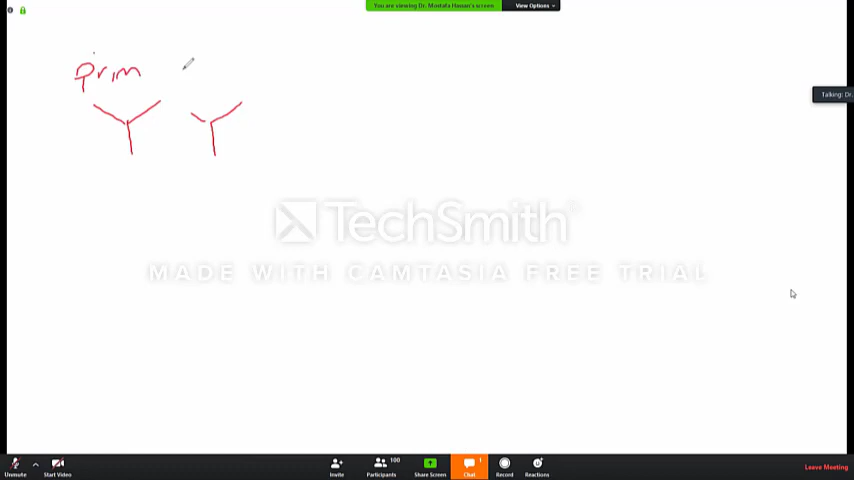 You are viewing Dr. Mostafa Hassan's screen
View Options
prim
Talking: Dr.
TechSmith®
MADE WITH CAMTASIA FREE TRIAL
Unmute
Start Video
Invite
100
Participants
Share Screen
1
Chat
Record
Reactions
Leave Meeting